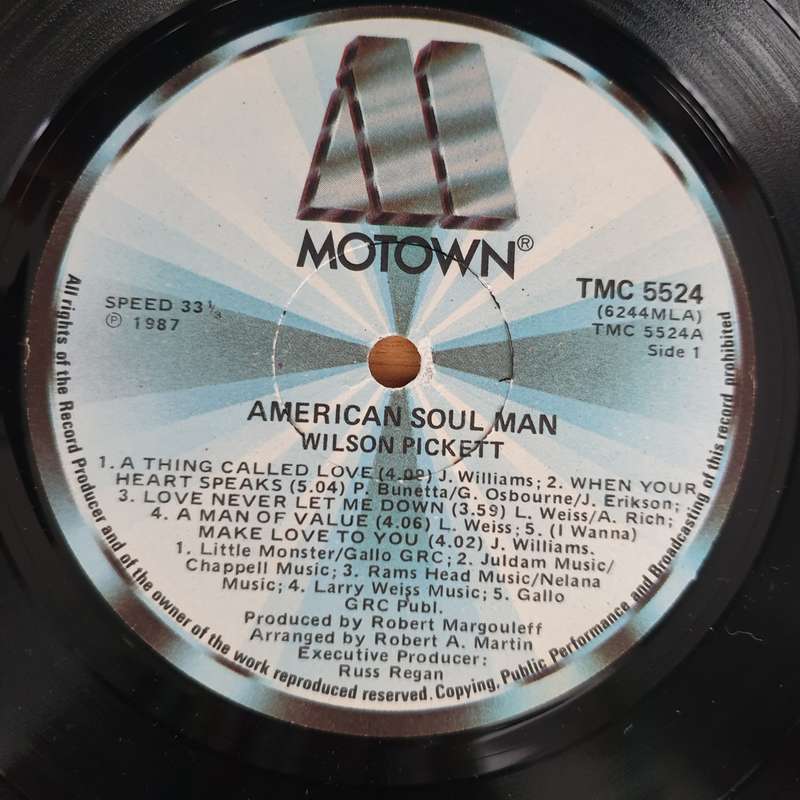 MOTOWN®
SPEED 33⅓
℗ 1987
TMC 5524
(6244MLA)
TMC 5524A
Side 1
AMERICAN SOUL MAN
WILSON PICKETT
1. A THING CALLED LOVE (4.02) J. Williams; 2. WHEN YOUR
HEART SPEAKS (5.04) P. Bunetta/G. Osbourne/J. Erikson;
3. LOVE NEVER LET ME DOWN (3.59) L. Weiss/A. Rich;
4. A MAN OF VALUE (4.06) L. Weiss; 5. (I Wanna)
MAKE LOVE TO YOU (4.02) J. Williams.
1. Little Monster/Gallo GRC; 2. Juldam Music/
Chappell Music; 3. Rams Head Music/Nelana
Music; 4. Larry Weiss Music; 5. Gallo
GRC Publ.
Produced by Robert Margouleff
Arranged by Robert A. Martin
Executive Producer:
Russ Regan
All rights of the Record Producer and of the owner of the work reproduced reserved. Copying, Public Performance and Broadcasting of this record prohibited